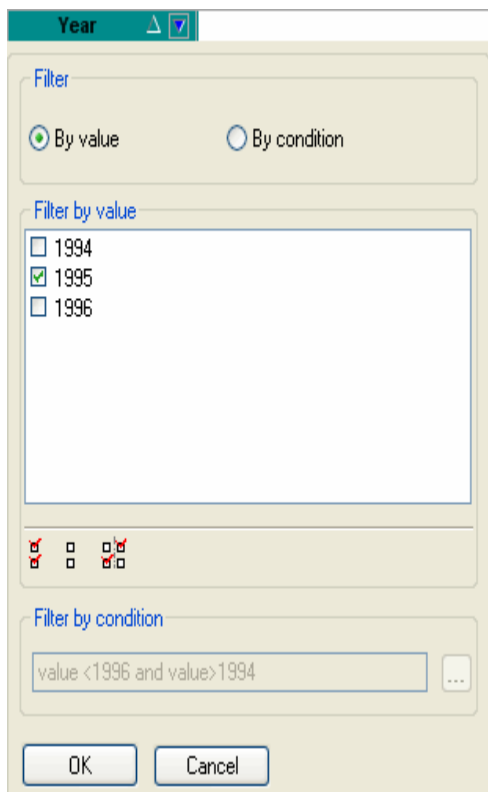 Year
Filter
By value By condition
Filter by value
1994
1995
1996
Filter by condition
value <1996 and value>1994 ...
OK Cancel